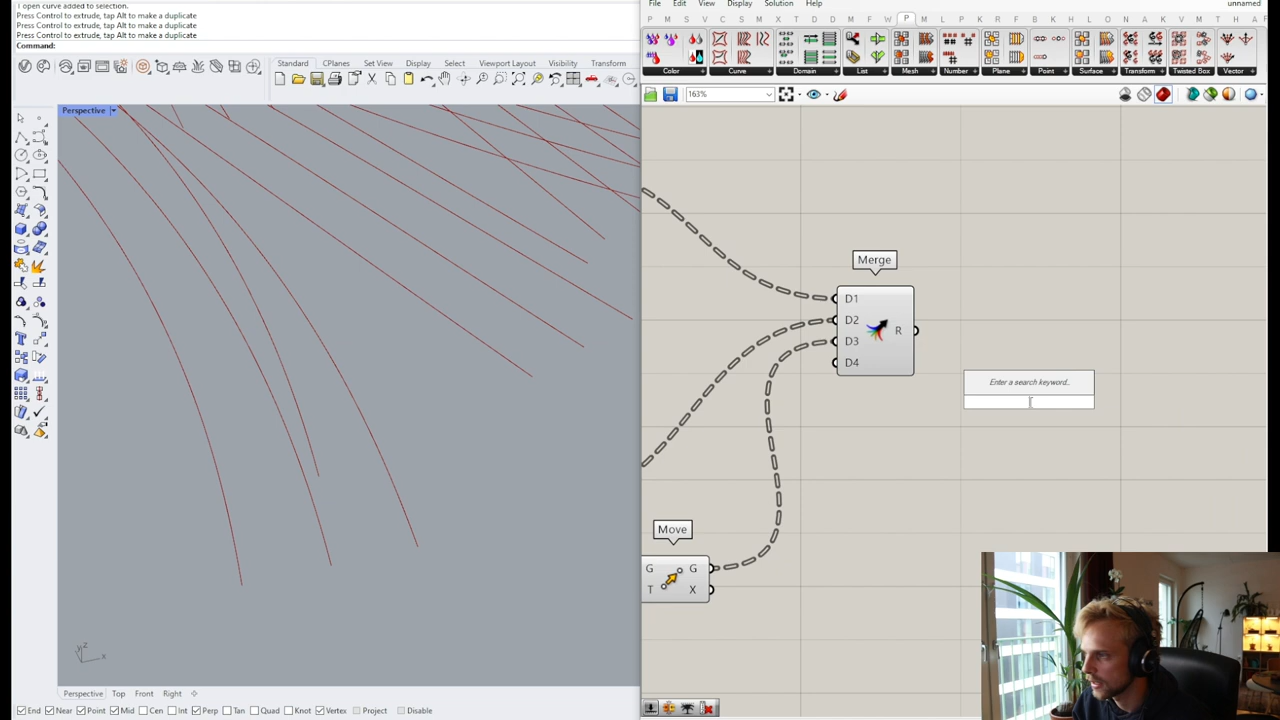 1 open curve added to selection.
Press Control to extrude, tap Alt to make a duplicate
Press Control to extrude, tap Alt to make a duplicate
Press Control to extrude, tap Alt to make a duplicate
Command:
Standard CPlanes Set View Display Select Viewport Layout Visibility Transform
Perspective
z
y
x
Perspective Top Front Right
End Near Point Mid Cen Int Perp Tan Quad Knot Vertex Project Disable
File Edit View Display Solution Help unnamed
P M S V C I S M D T D D A M F W P M L P K H B F O N T E W H A F
Color Curve Domain List Mesh Number Plane Point Surface Transform Twisted Box Vector
163%
Merge
D1
D2
D3
D4
R
Enter a search keyword..
Move
G G
T X